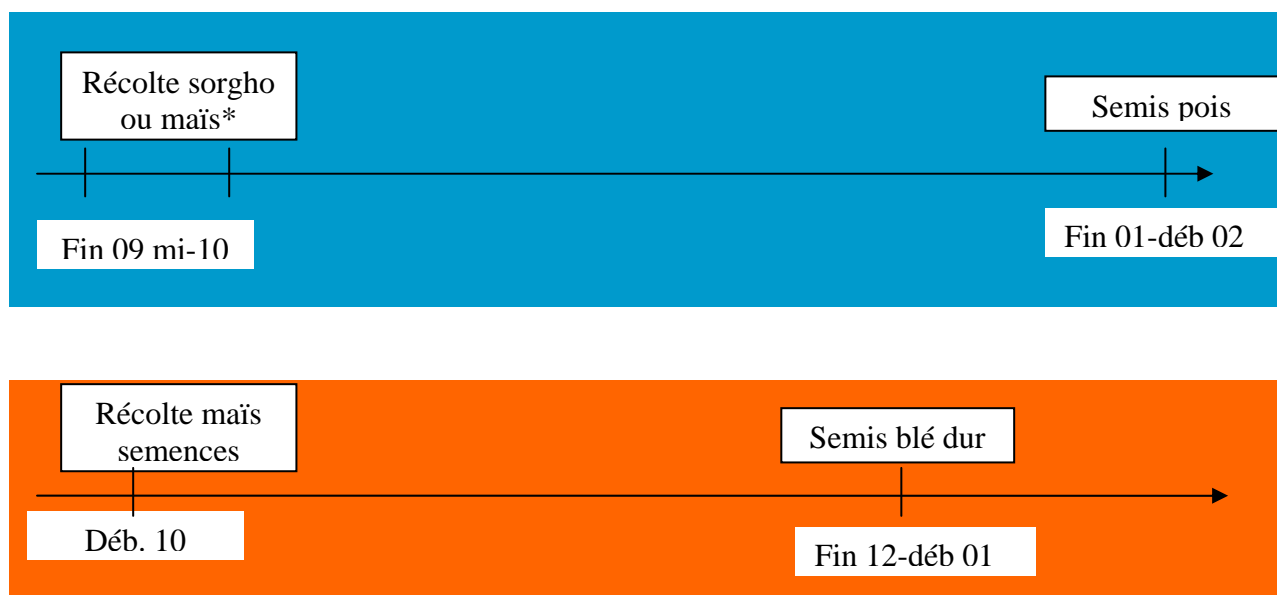 Récolte sorgho
ou maïs*
Semis pois
Fin 09 mi-10
Fin 01-déb 02
Récolte maïs
semences
Semis blé dur
Déb. 10
Fin 12-déb 01